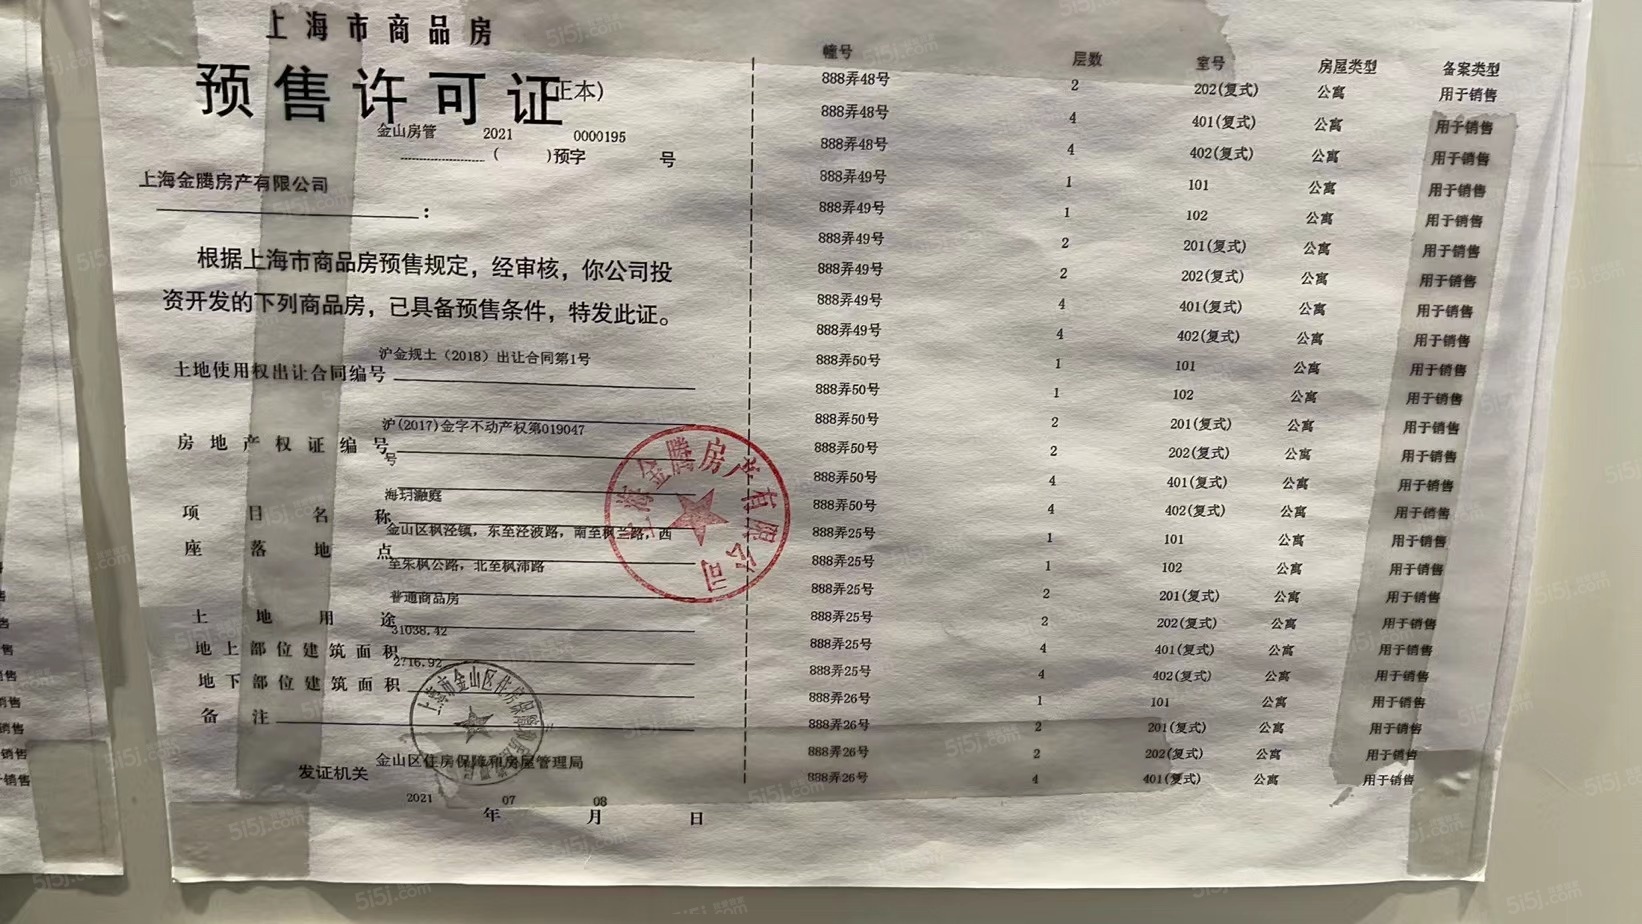 上海市商品房
预售许可证(正本)
金山房管 2021 0000195
( )预字 号
上海金腾房产有限公司
:
根据上海市商品房预售规定，经审核，你公司投
资开发的下列商品房，已具备预售条件，特发此证。
沪金规土（2018）出让合同第1号
土地使用权出让合同编号
沪(2017)金字不动产权第019047
房地产权证编号
号
海玥瀜庭
项目名称
金山区枫泾镇，东至泾波路，南至枫兰路，西
座落地点
至朱枫公路，北至枫沛路
普通商品房
土地用途
31038.42
地上部位建筑面积
2716.92
地下部位建筑面积
备注
金山区住房保障和房屋管理局
发证机关
2021 07 08
年 月 日
上海金腾房产有限公司
上海市金山区住房保障和房屋管理局
幢号 层数 室号 房屋类型 备案类型
888弄48号 2 202(复式) 公寓 用于销售
888弄48号 4 401(复式) 公寓 用于销售
888弄48号 4 402(复式) 公寓 用于销售
888弄49号 1 101 公寓 用于销售
888弄49号 1 102 公寓 用于销售
888弄49号 2 201(复式) 公寓 用于销售
888弄49号 2 202(复式) 公寓 用于销售
888弄49号 4 401(复式) 公寓 用于销售
888弄49号 4 402(复式) 公寓 用于销售
888弄50号 1 101 公寓 用于销售
888弄50号 1 102 公寓 用于销售
888弄50号 2 201(复式) 公寓 用于销售
888弄50号 2 202(复式) 公寓 用于销售
888弄50号 4 401(复式) 公寓 用于销售
888弄50号 4 402(复式) 公寓 用于销售
888弄25号 1 101 公寓 用于销售
888弄25号 1 102 公寓 用于销售
888弄25号 2 201(复式) 公寓 用于销售
888弄25号 2 202(复式) 公寓 用于销售
888弄25号 4 401(复式) 公寓 用于销售
888弄25号 4 402(复式) 公寓 用于销售
888弄26号 1 101 公寓 用于销售
888弄26号 2 201(复式) 公寓 用于销售
888弄26号 2 202(复式) 公寓 用于销售
888弄26号 4 401(复式) 公寓 用于销售